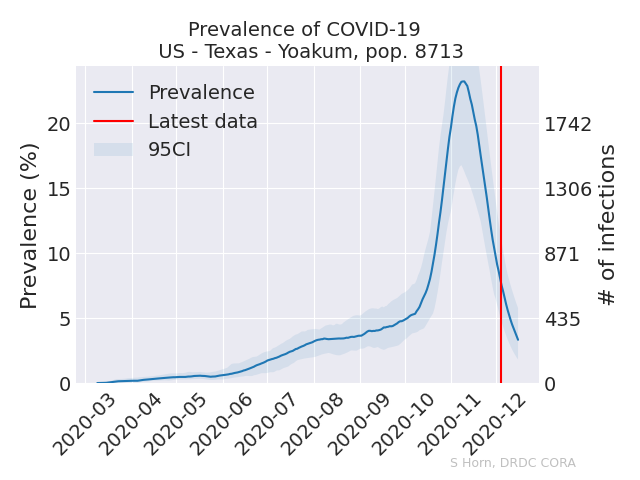 Prevalence of COVID-19
US - Texas - Yoakum, pop. 8713
Prevalence
Latest data
95CI
Prevalence (%)
20
15
10
5
0
1742
1306
871
435
0
# of infections
2020-03
2020-04
2020-05
2020-06
2020-07
2020-08
2020-09
2020-10
2020-11
2020-12
S Horn, DRDC CORA